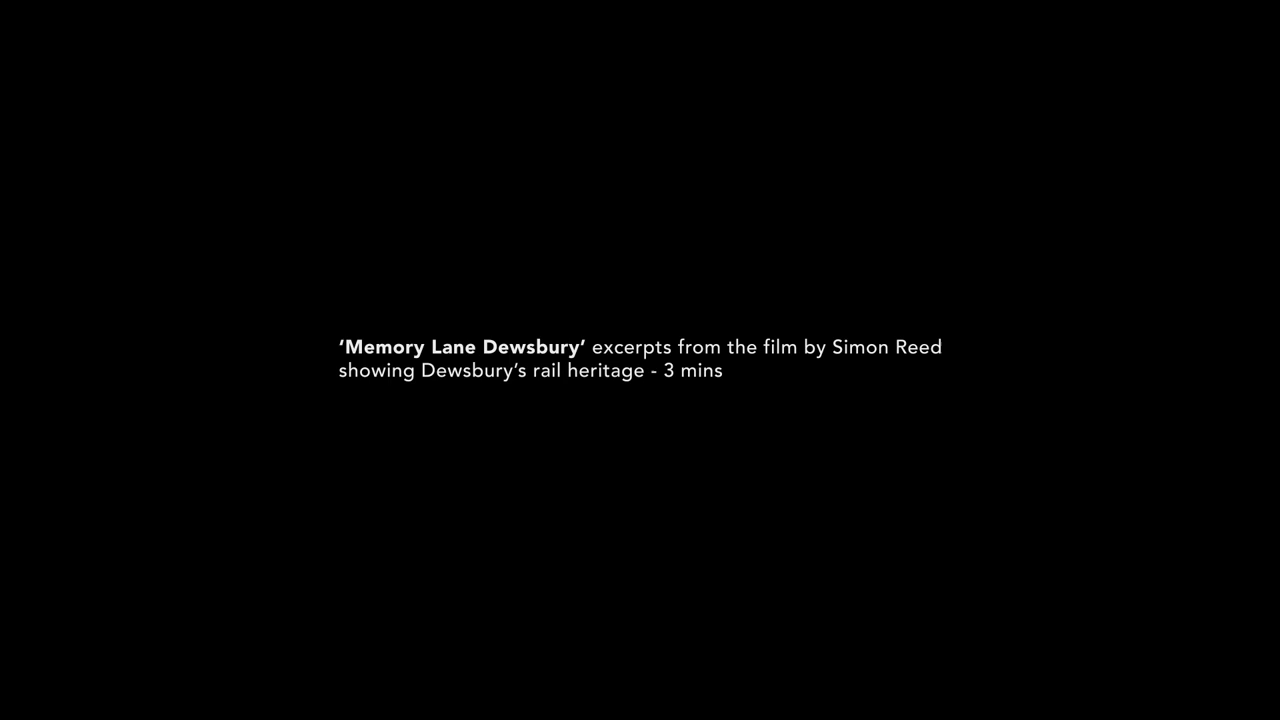 ‘Memory Lane Dewsbury’ excerpts from the film by Simon Reed
showing Dewsbury’s rail heritage - 3 mins